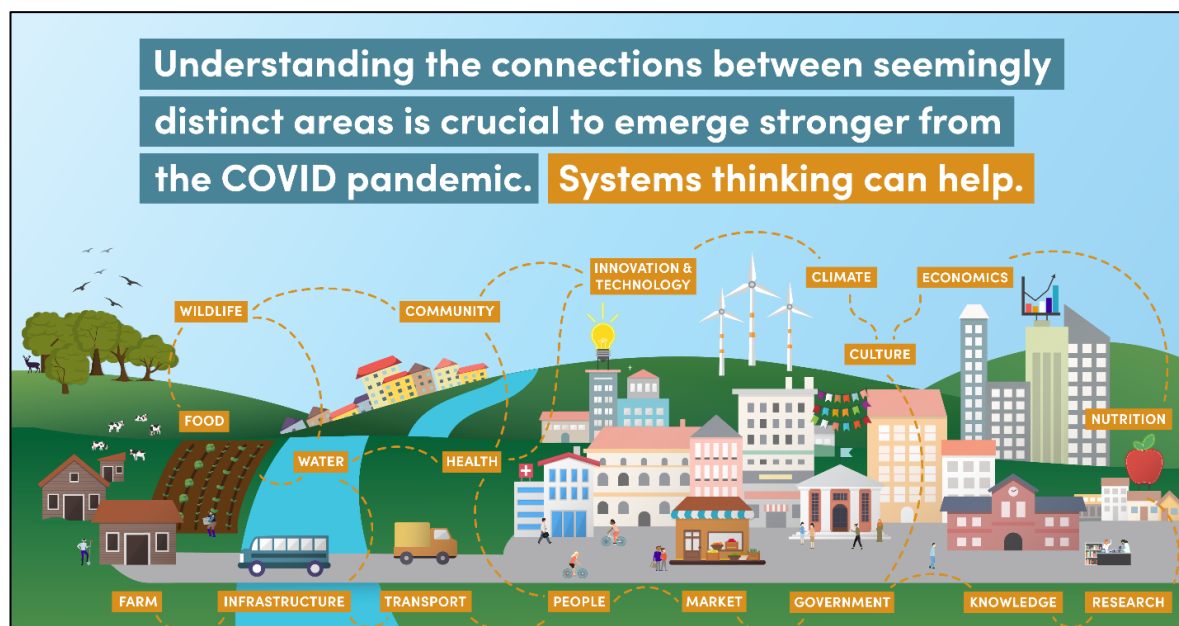 Understanding the connections between seemingly
distinct areas is crucial to emerge stronger from
the COVID pandemic. Systems thinking can help.
INNOVATION &
TECHNOLOGY
CLIMATE
ECONOMICS
WILDLIFE
COMMUNITY
CULTURE
FOOD
NUTRITION
WATER
HEALTH
FARM
INFRASTRUCTURE
TRANSPORT
PEOPLE
MARKET
GOVERNMENT
KNOWLEDGE
RESEARCH